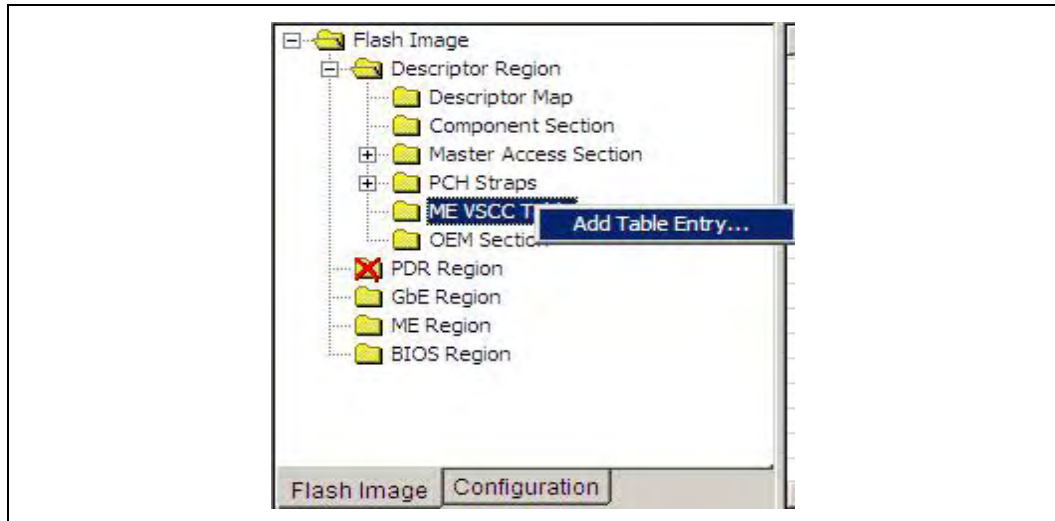 Flash Image
Descriptor Region
Descriptor Map
Component Section
Master Access Section
PCH Straps
ME VSCC
Add Table Entry...
OEM Section
PDR Region
GbE Region
ME Region
BIOS Region
Flash Image
Configuration